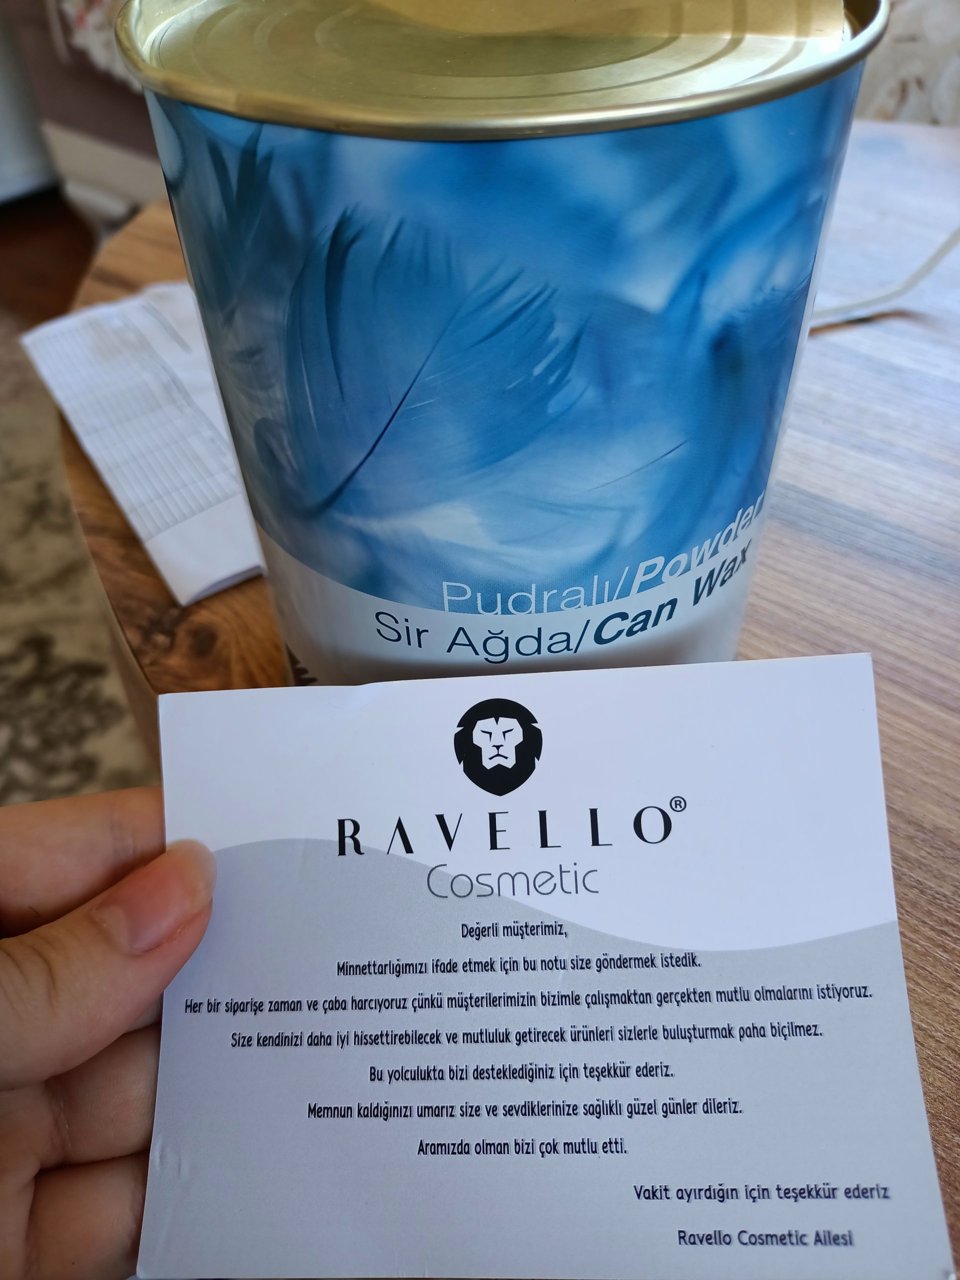 Pudralı/Powder
Sir Ağda/Can Wax
RAVELLO®
Cosmetic
Değerli müşterimiz,
Minnettarlığımızı ifade etmek için bu notu size göndermek istedik.
Her bir siparişe zaman ve çaba harcıyoruz çünkü müşterilerimizin bizimle çalışmaktan gerçekten mutlu olmalarını istiyoruz.
Size kendinizi daha iyi hissettirebilecek ve mutluluk getirecek ürünleri sizlerle buluşturmak paha biçilmez.
Bu yolculukta bizi desteklediğiniz için teşekkür ederiz.
Memnun kaldığınızı umarız size ve sevdiklerinize sağlıklı güzel günler dileriz.
Aramızda olman bizi çok mutlu etti.
Vakit ayırdığın için teşekkür ederiz
Ravello Cosmetic Ailesi